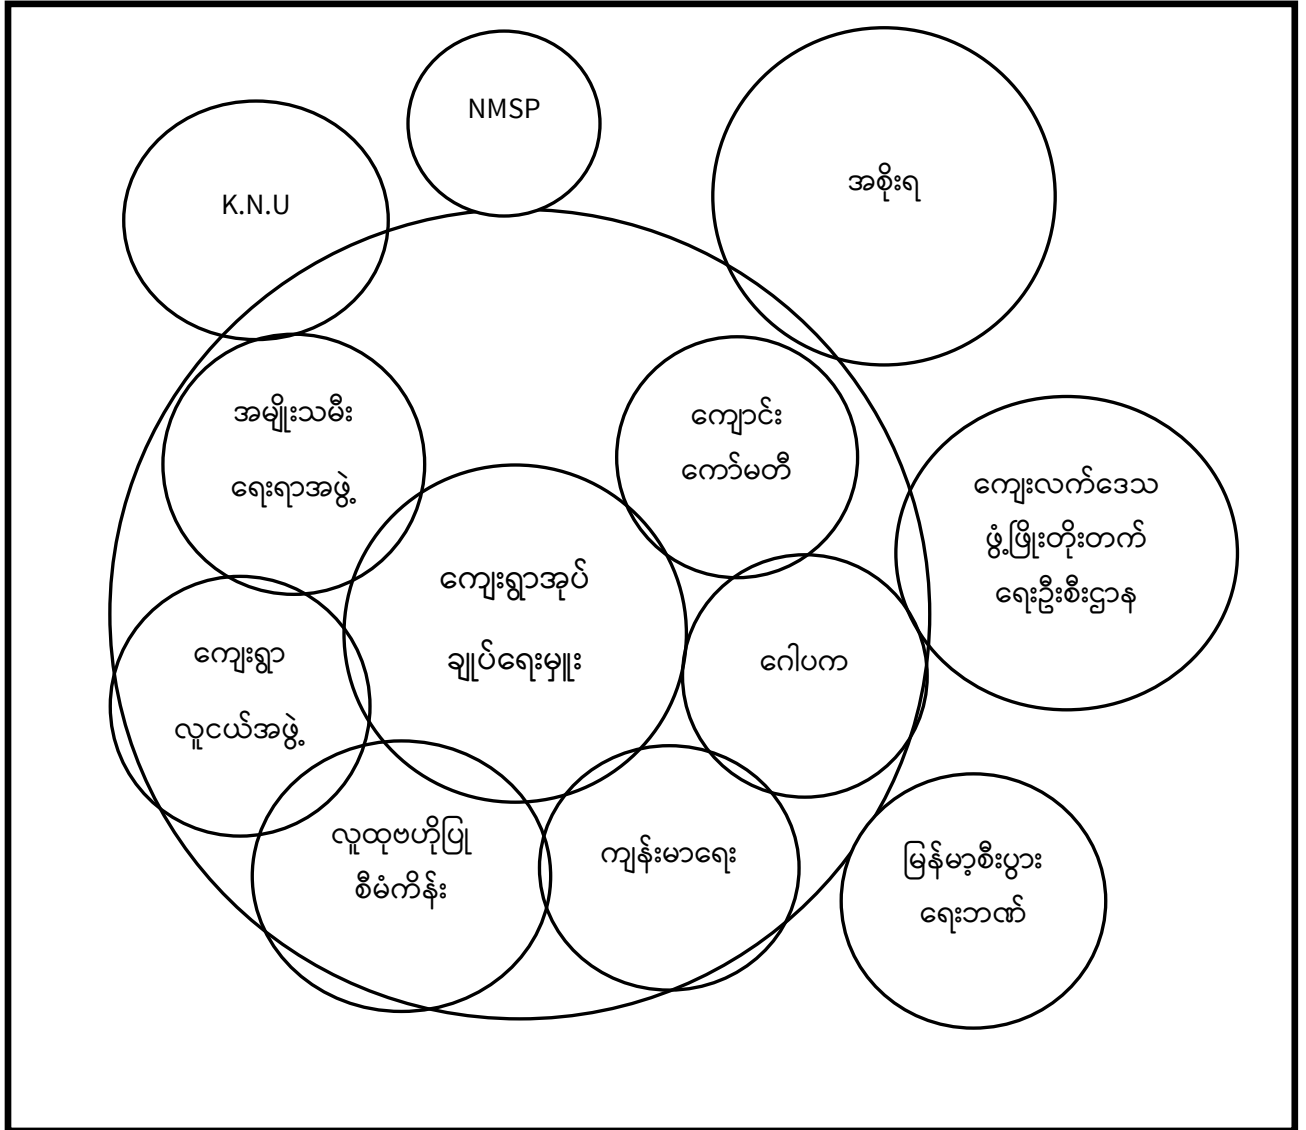 NMSP
K.N.U
အစိုးရ
အမျိုးသမီး
ရေးရာအဖွဲ့
ကျောင်း
ကော်မတီ
ကျေးလက်ဒေသ
ဖွံ့ဖြိုးတိုးတက်
ရေးဦးစီးဌာန
ကျေးရွာအုပ်
ချုပ်ရေးမှူး
ကျေးရွာ
လူငယ်အဖွဲ့
ဂေါပက
လူထုဗဟိုပြု
စီမံကိန်း
ကျန်းမာရေး
မြန်မာ့စီးပွား
ရေးဘဏ်